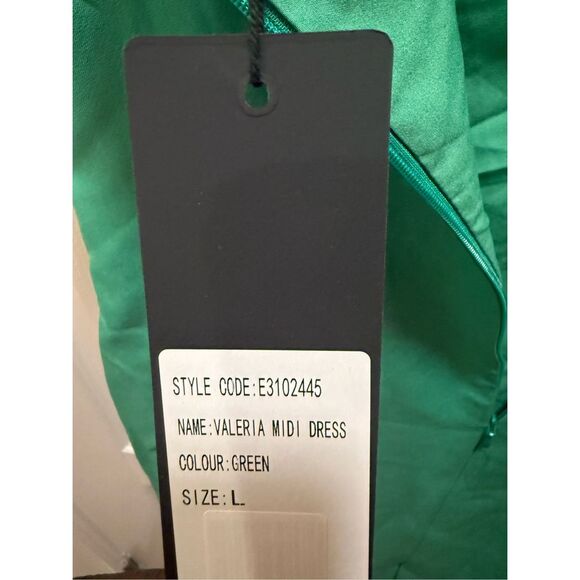 STYLE CODE:E3102445
NAME:VALERIA MIDI DRESS
COLOUR:GREEN
SIZE:L